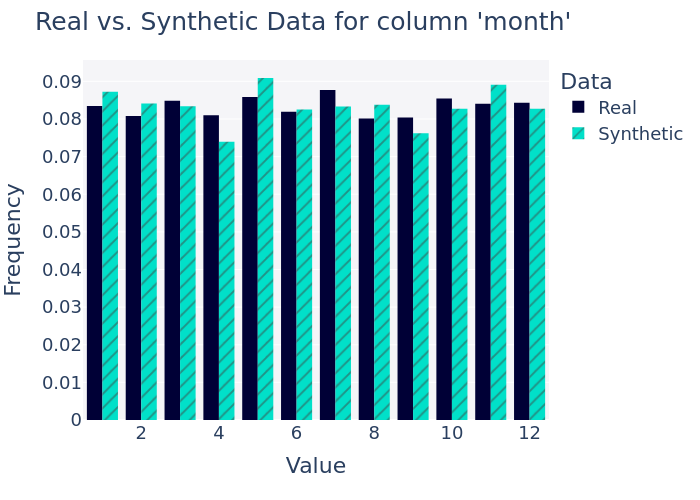 Real vs. Synthetic Data for column 'month'
Data
Real
Synthetic
Frequency
0.09
0.08
0.07
0.06
0.05
0.04
0.03
0.02
0.01
0
2 4 6 8 10 12
Value